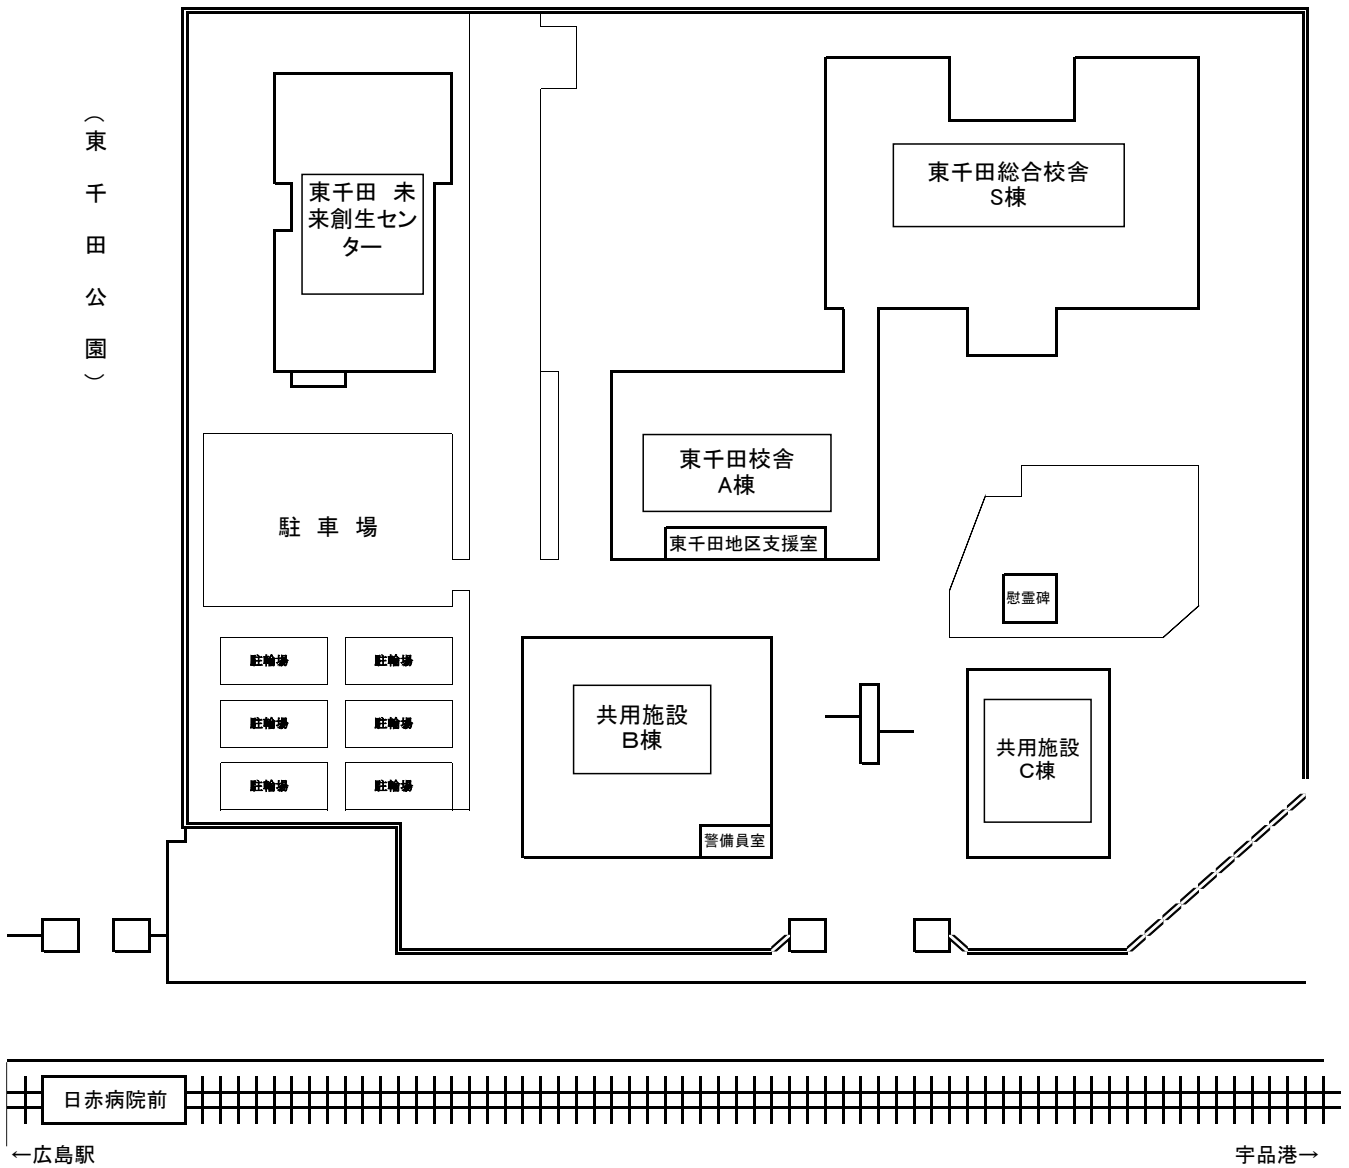 （東千田公園）
東千田総合校舎
S棟
東千田　未
来創生セン
ター
東千田校舎
A棟
駐車場
東千田地区支援室
慰霊碑
駐輪場
駐輪場
共用施設
B棟
駐輪場
駐輪場
共用施設
C棟
駐輪場
駐輪場
警備員室
日赤病院前
←広島駅
宇品港→